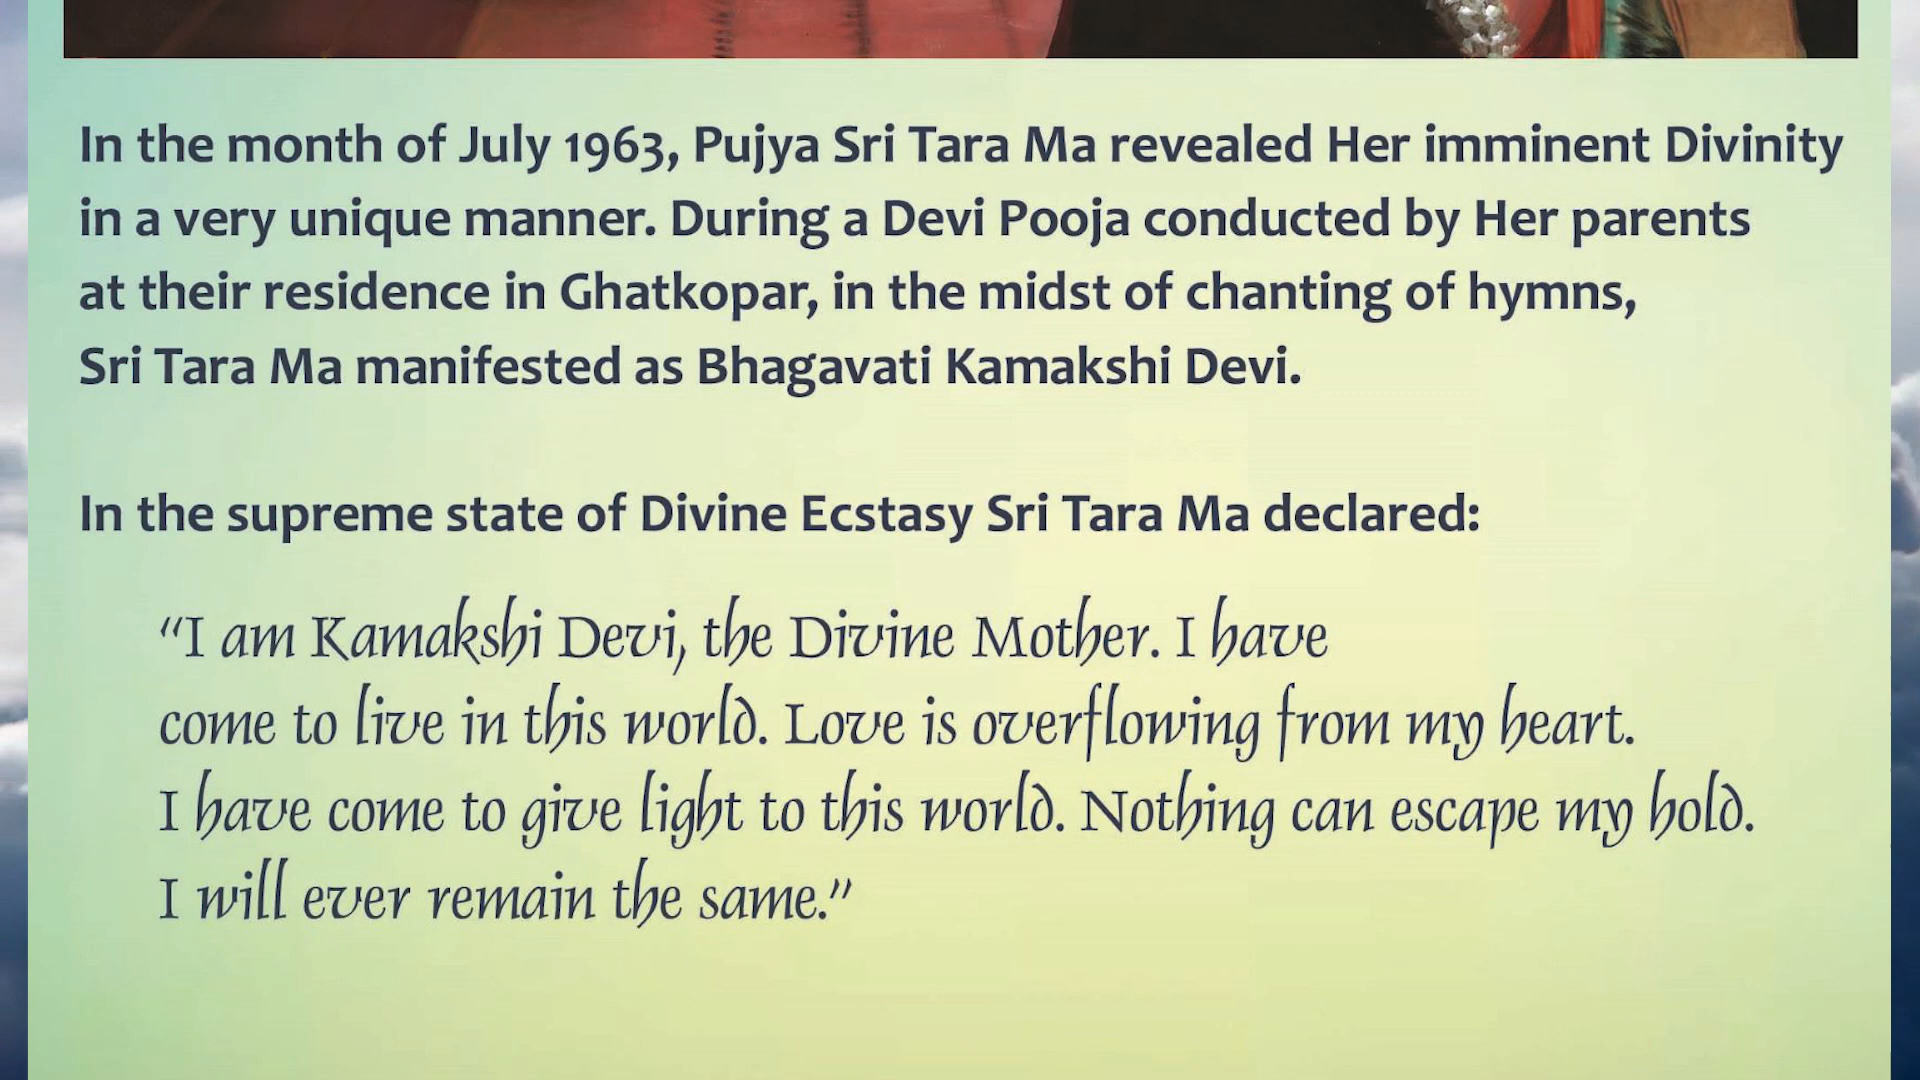 In the month of July 1963, Pujya Sri Tara Ma revealed Her imminent Divinity
in a very unique manner. During a Devi Pooja conducted by Her parents
at their residence in Ghatkopar, in the midst of chanting of hymns,
Sri Tara Ma manifested as Bhagavati Kamakshi Devi.
In the supreme state of Divine Ecstasy Sri Tara Ma declared:
“I am Kamakshi Devi, the Divine Mother. I have
come to live in this world. Love is overflowing from my heart.
I have come to give light to this world. Nothing can escape my hold.
I will ever remain the same.”